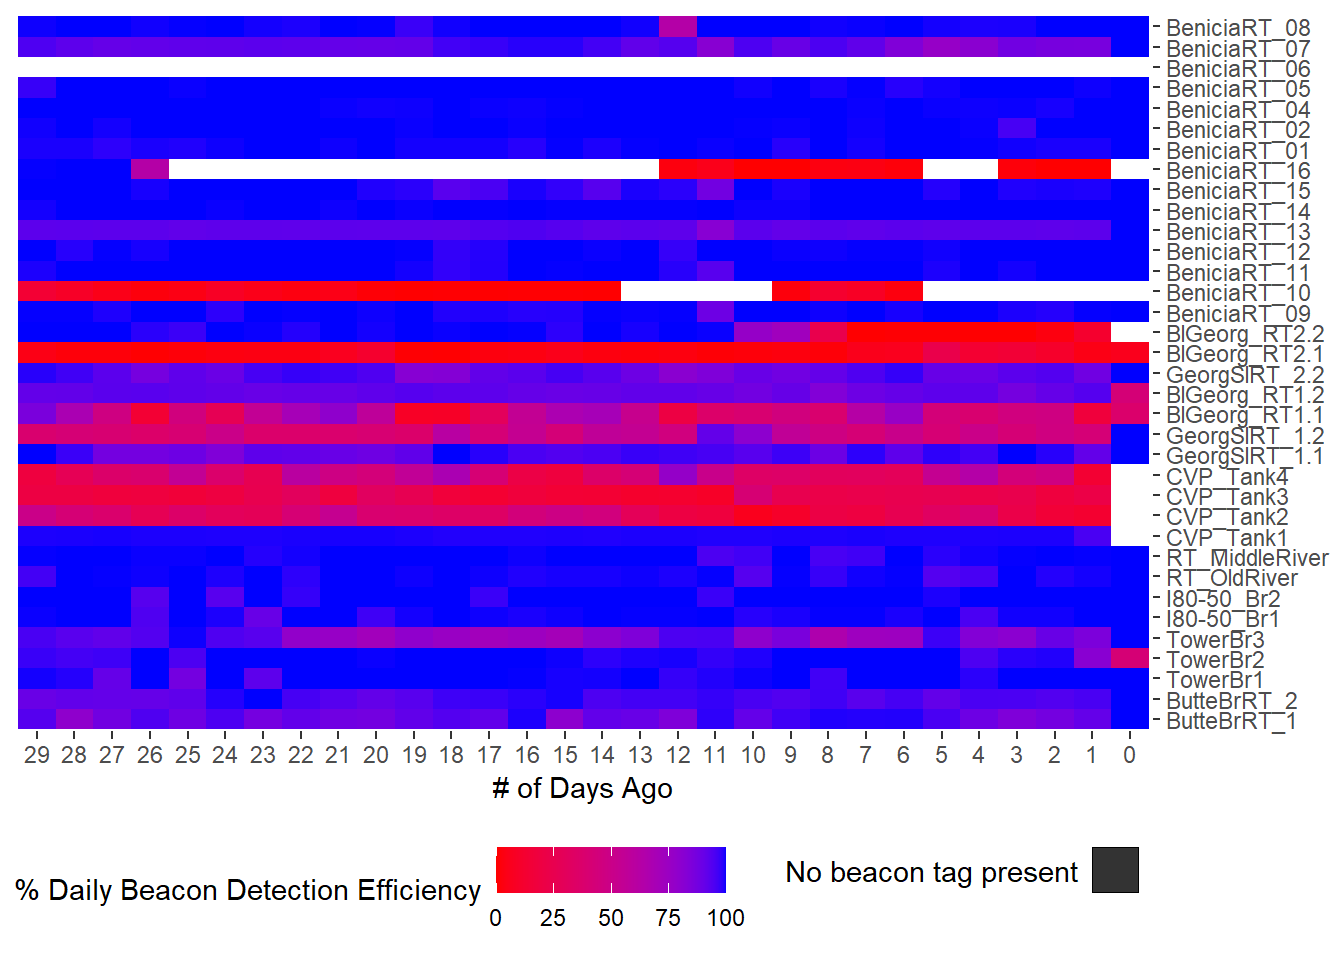 BeniciaRT_08
BeniciaRT_07
BeniciaRT_06
BeniciaRT_05
BeniciaRT_04
BeniciaRT_02
BeniciaRT_01
BeniciaRT_16
BeniciaRT_15
BeniciaRT_14
BeniciaRT_13
BeniciaRT_12
BeniciaRT_11
BeniciaRT_10
BeniciaRT_09
BlGeorg_RT2.2
BlGeorg_RT2.1
GeorgSlRT_2.2
BlGeorg_RT1.2
BlGeorg_RT1.1
GeorgSlRT_1.2
GeorgSlRT_1.1
CVP_Tank4
CVP_Tank3
CVP_Tank2
CVP_Tank1
RT_MiddleRiver
RT_OldRiver
I80-50_Br2
I80-50_Br1
TowerBr3
TowerBr2
TowerBr1
ButteBrRT_2
ButteBrRT_1
29 28 27 26 25 24 23 22 21 20 19 18 17 16 15 14 13 12 11 10 9 8 7 6 5 4 3 2 1 0
# of Days Ago
% Daily Beacon Detection Efficiency
0 25 50 75 100
No beacon tag present